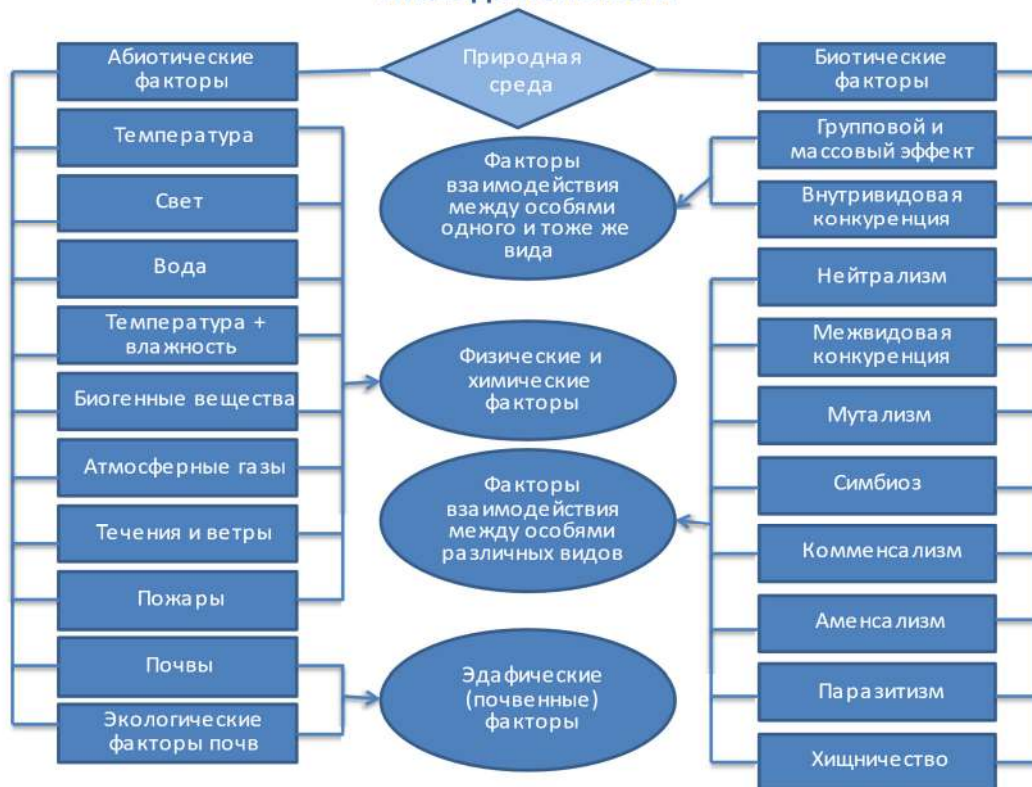 Природная
среда
Абиотические
факторы
Температура
Свет
Вода
Температура +
влажность
Биогенные вещества
Атмосферные газы
Течения и ветры
Пожары
Почвы
Экологические
факторы почв
Факторы
взаимодействия
между особями
одного и тоже же
вида
Физические и
химические
факторы
Факторы
взаимодействия
между особями
различных видов
Эдафические
(почвенные)
факторы
Биотические
факторы
Групповой и
массовый эффект
Внутривидовая
конкуренция
Нейтрализм
Межвидовая
конкуренция
Мутализм
Симбиоз
Комменсализм
Аменсализм
Паразитизм
Хищничество